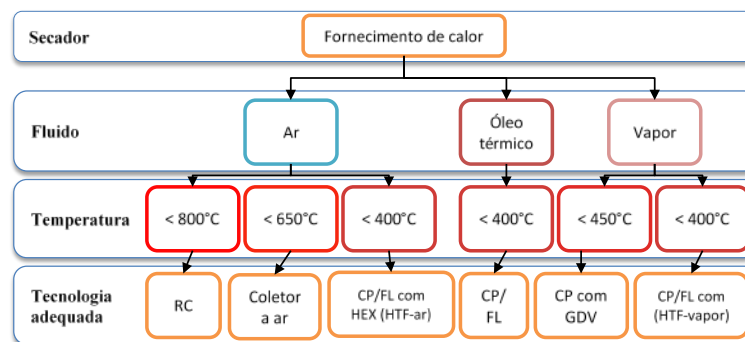 Secador
Fornecimento de calor
Fluido
Ar
Óleo
térmico
Vapor
Temperatura
< 800°C
< 650°C
< 400°C
< 400°C
< 450°C
< 400°C
Tecnologia
adequada
RC
Coletor
a ar
CP/FL com
HEX (HTF-ar)
CP/
FL
CP com
GDV
CP/FL com
(HTF-vapor)